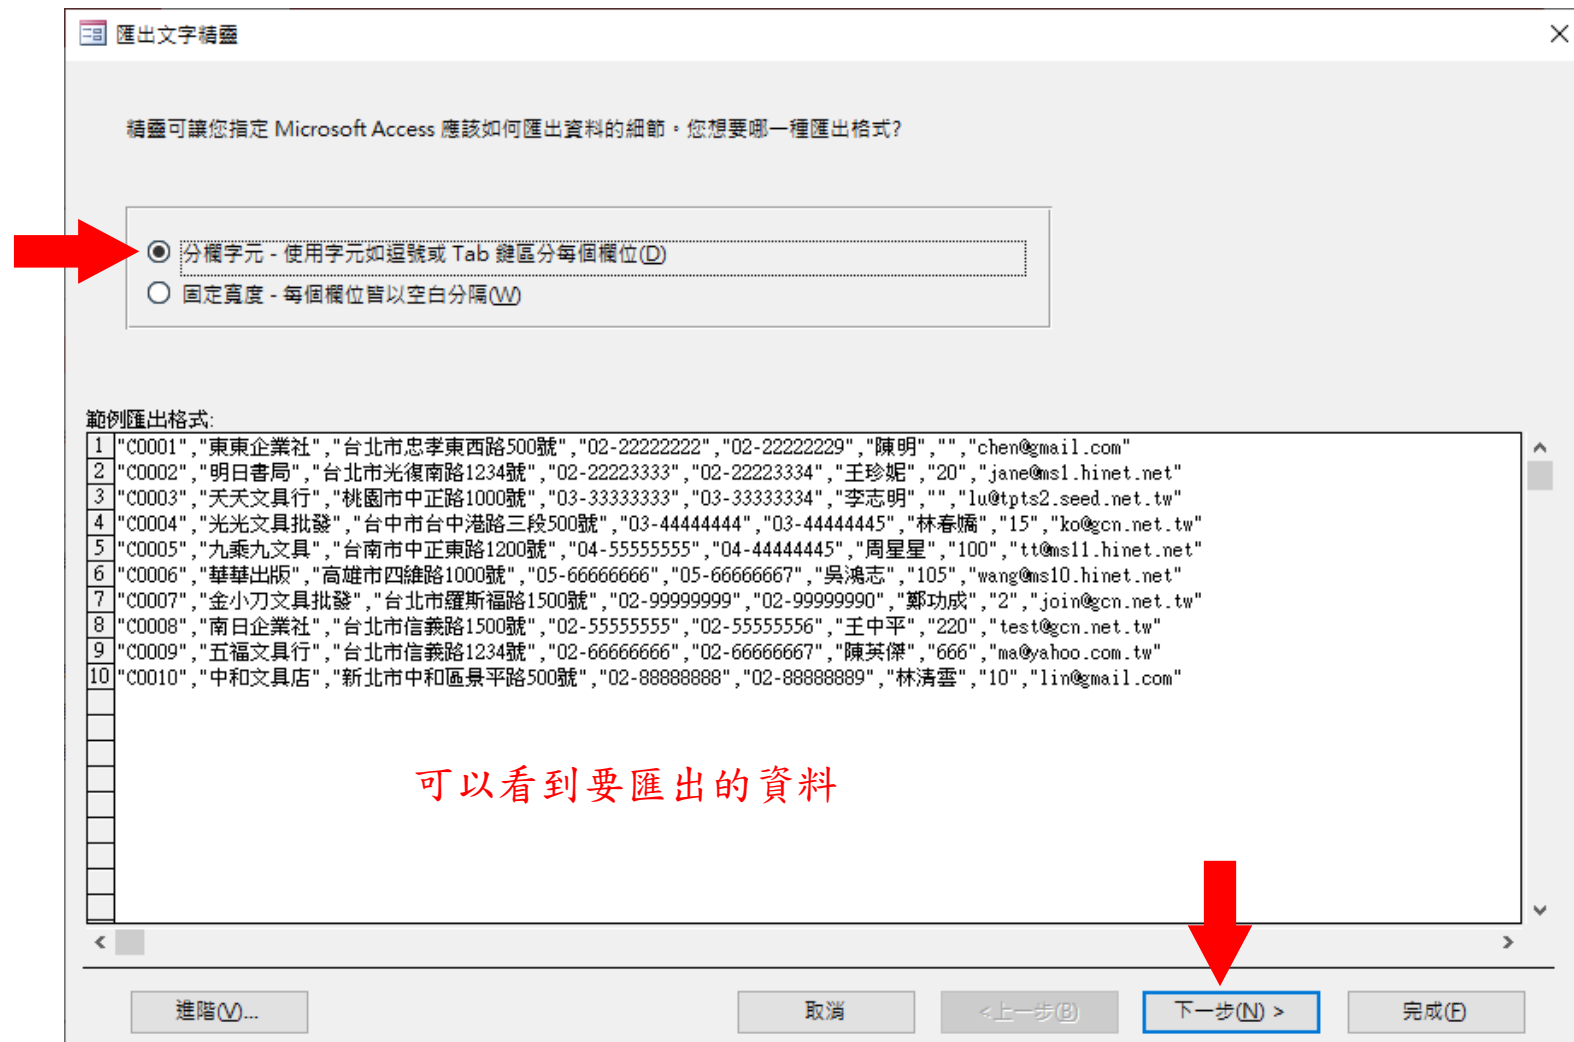 匯出文字精靈
精靈可讓您指定 Microsoft Access 應該如何匯出資料的細節。您想要哪一種匯出格式?
分欄字元 - 使用字元如逗號或 Tab 鍵區分每個欄位(D)
固定寬度 - 每個欄位皆以空白分隔(W)
範例匯出格式:
1 "C0001","東東企業社","台北市忠孝東西路500號","02-22222222","02-22222229","陳明","","chen@gmail.com"
2 "C0002","明日書局","台北市光復南路1234號","02-22223333","02-22223334","王珍妮","20","jane@ms1.hinet.net"
3 "C0003","天天文具行","桃園市中正路1000號","03-33333333","03-33333334","李志明","","lu@tpts2.seed.net.tw"
4 "C0004","光光文具批發","台中市台中港路三段500號","03-44444444","03-44444445","林春嬌","15","ko@gcn.net.tw"
5 "C0005","九乘九文具","台南市中正東路1200號","04-55555555","04-44444445","周星星","100","tt@ms11.hinet.net"
6 "C0006","華華出版","高雄市四維路1000號","05-66666666","05-66666667","吳鴻志","105","wang@ms10.hinet.net"
7 "C0007","金小刀文具批發","台北市羅斯福路1500號","02-99999999","02-99999990","鄭功成","2","join@gcn.net.tw"
8 "C0008","南日企業社","台北市信義路1500號","02-55555555","02-55555556","王中平","220","test@gcn.net.tw"
9 "C0009","五福文具行","台北市信義路1234號","02-66666666","02-66666667","陳英傑","666","ma@yahoo.com.tw"
10 "C0010","中和文具店","新北市中和區景平路500號","02-88888888","02-88888889","林清雲","10","lin@gmail.com"
可以看到要匯出的資料
進階(V)... 取消 <上一步(B) 下一步(N) > 完成(F)